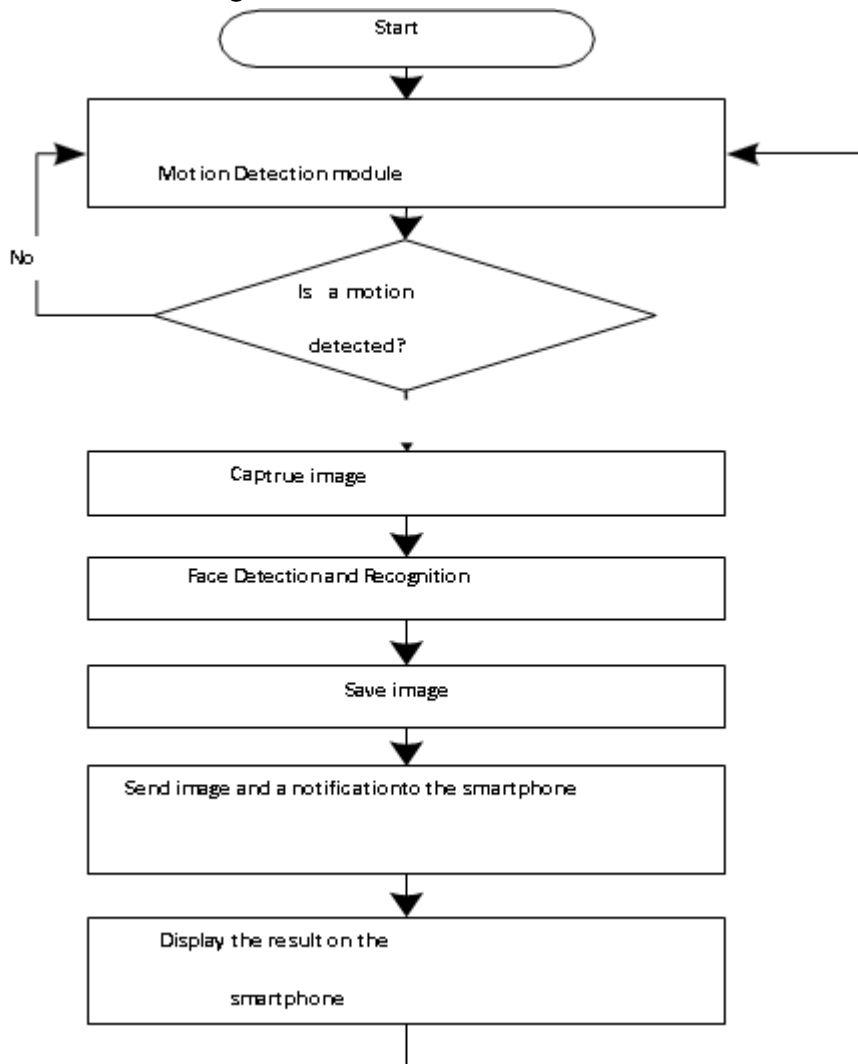 Start
Motion Detection module
No
Is a motion
detected?
Captrue image
Face Detection and Recognition
Save image
Send image and a notificationto the smartphone
Display the result on the
smartphone